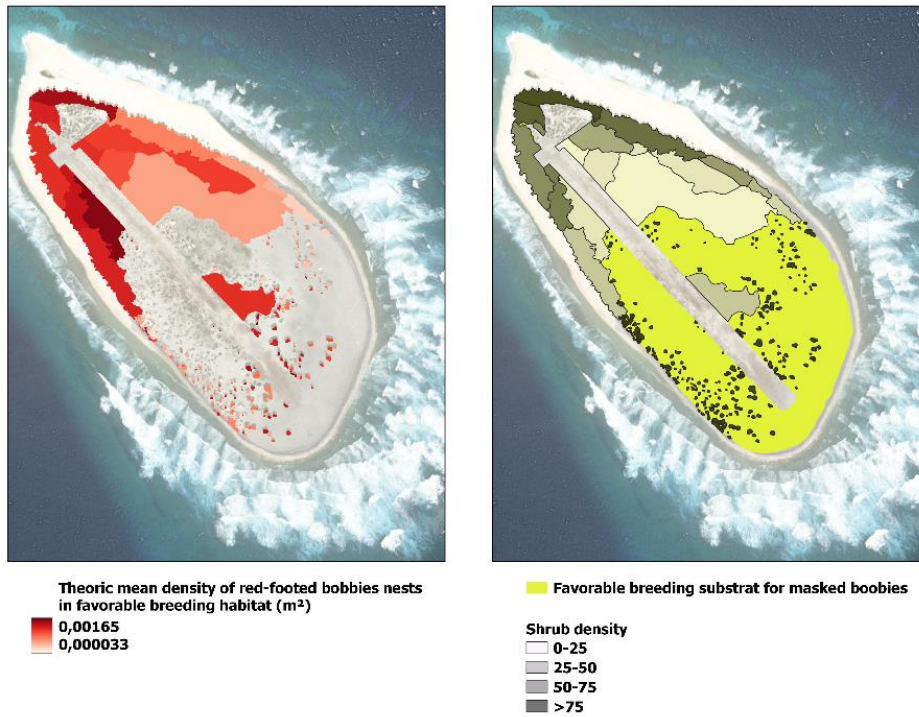 Theoric mean density of red-footed bobbies nests
in favorable breeding habitat (m²)
0,00165
0,000033
Favorable breeding substrat for masked boobies
Shrub density
0-25
25-50
50-75
>75